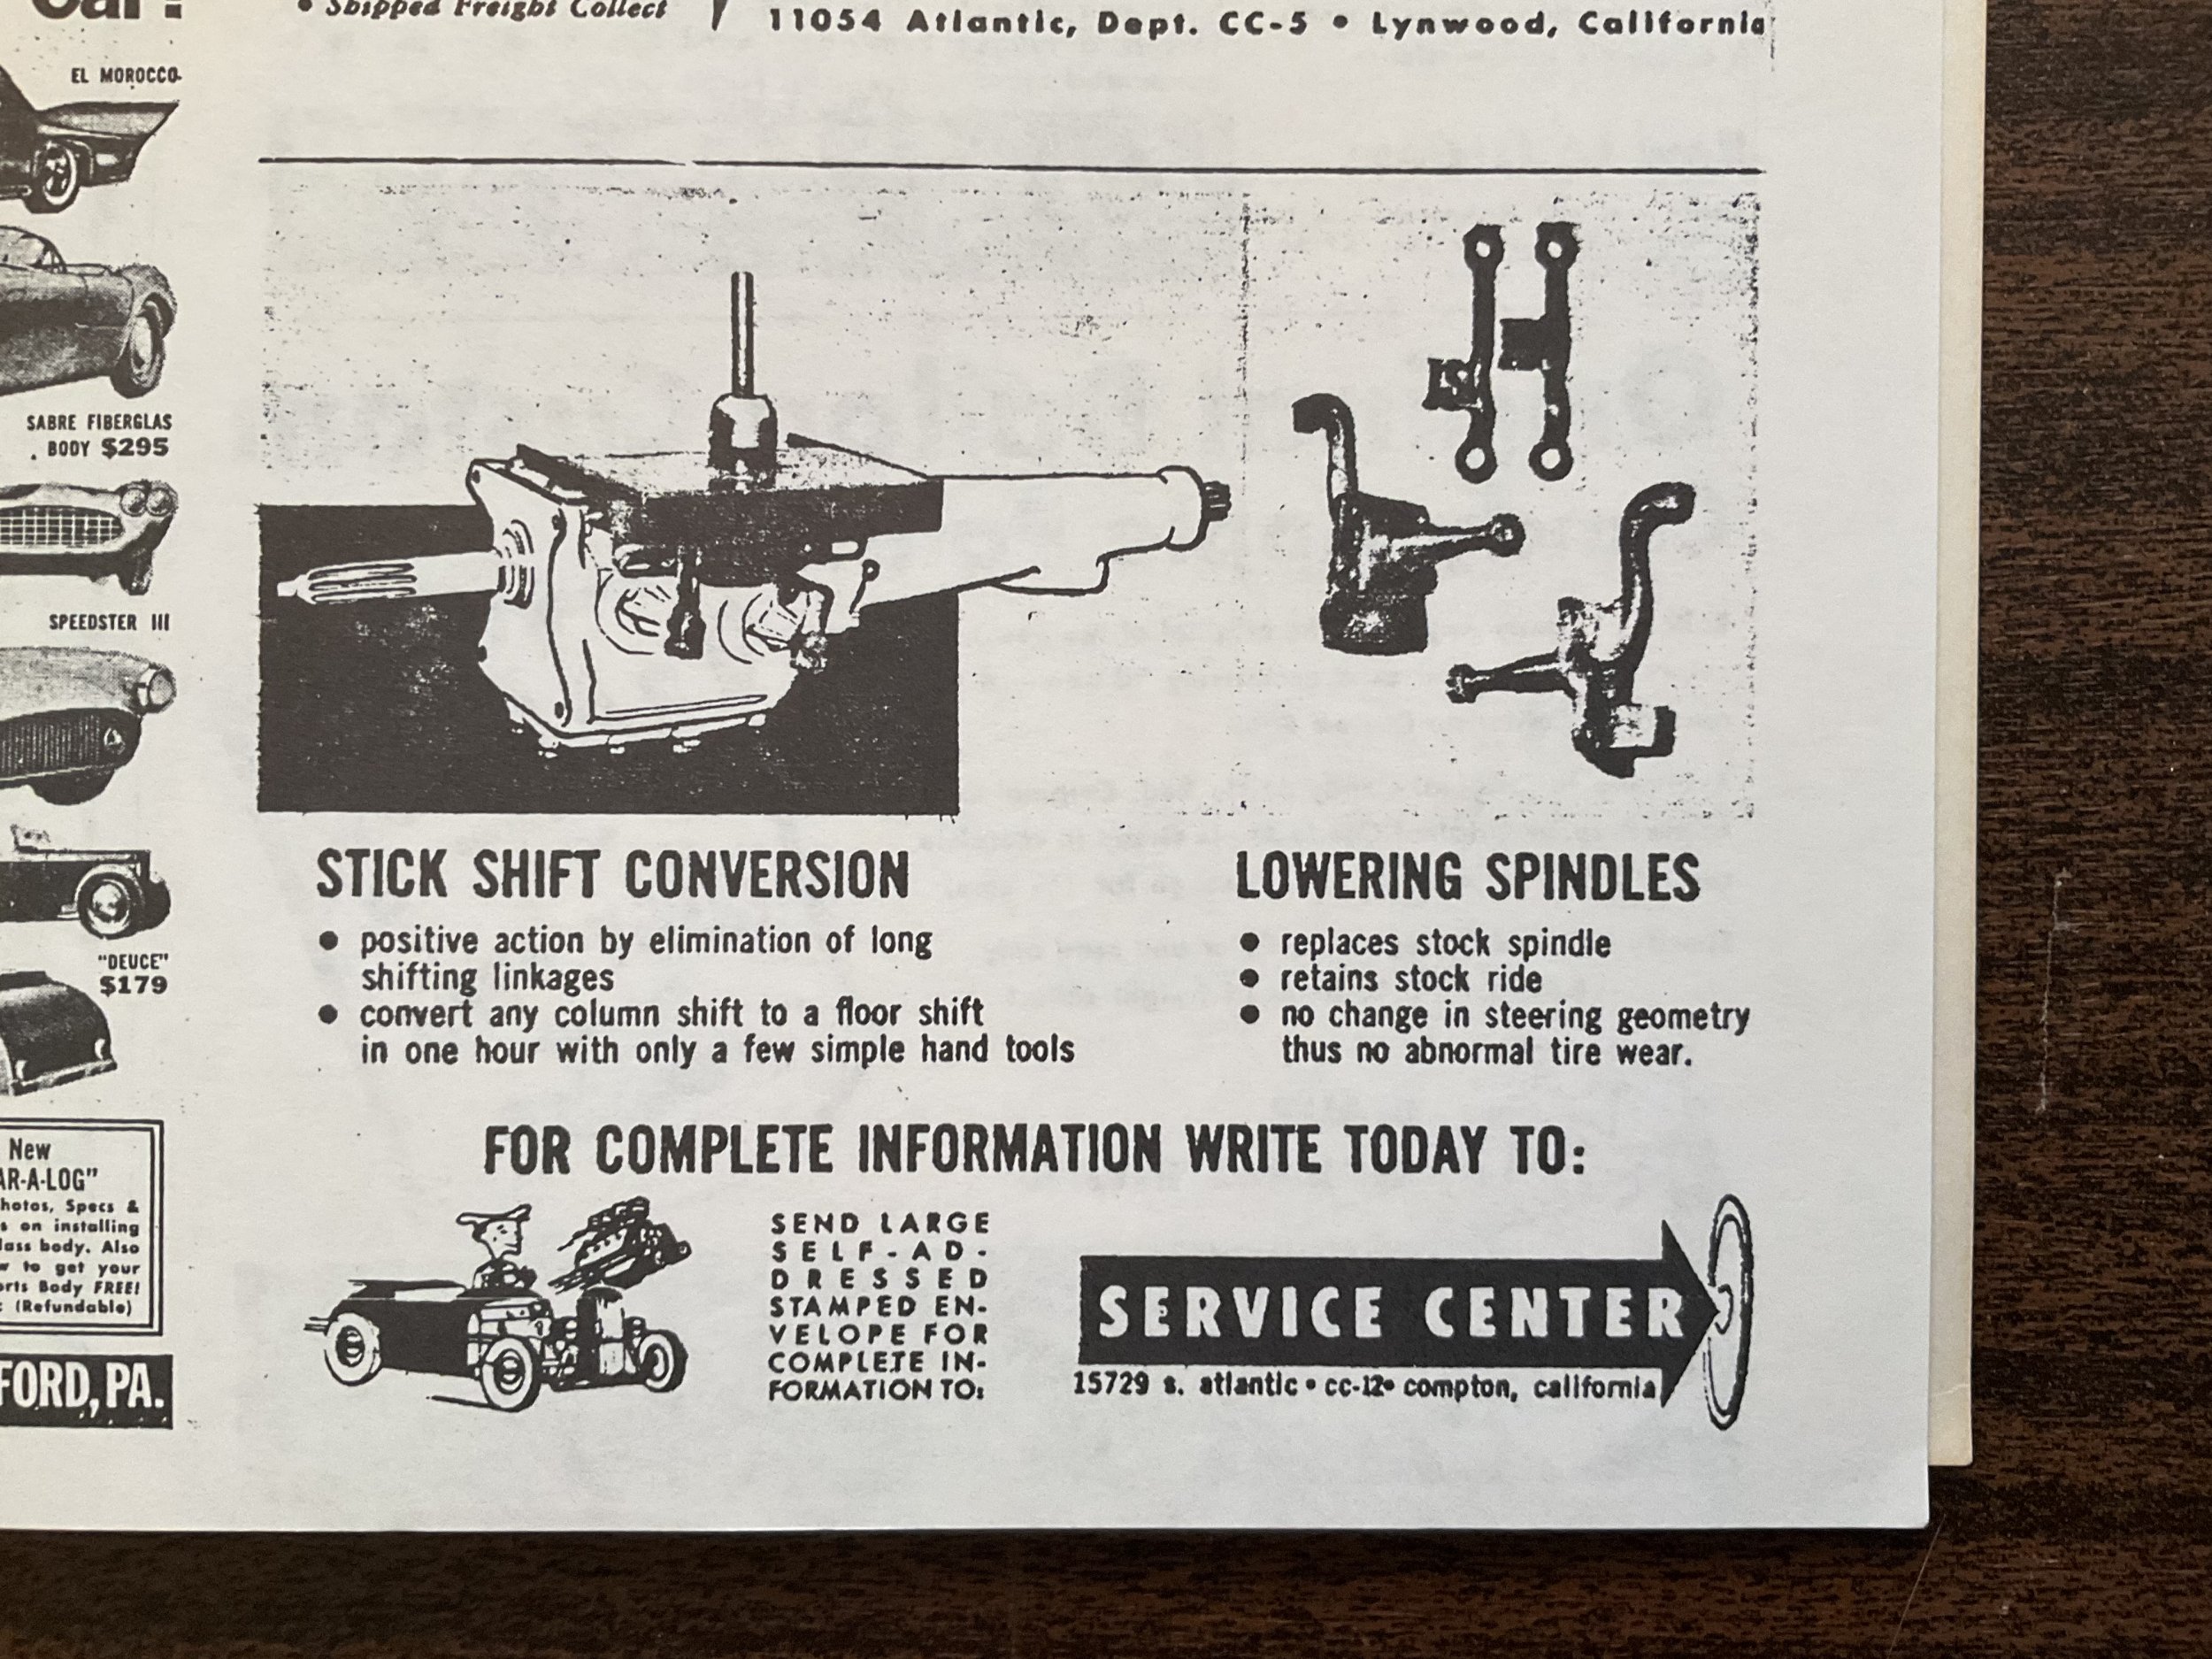 Shipped Freight Collect
11054 Atlantic, Dept. CC-5 • Lynwood, California
EL MOROCCO
SABRE FIBERGLAS
BODY $295
SPEEDSTER III
"DEUCE"
$179
New
AR-A-LOG"
hotos, Specs &
s on installing
lass body. Also
w to get your
orts Body FREE!
(Refundable)
FORD, PA.
STICK SHIFT CONVERSION
• positive action by elimination of long
shifting linkages
• convert any column shift to a floor shift
in one hour with only a few simple hand tools
LOWERING SPINDLES
• replaces stock spindle
• retains stock ride
• no change in steering geometry
thus no abnormal tire wear.
FOR COMPLETE INFORMATION WRITE TODAY TO:
SEND LARGE
SELF-AD-
DRESSED
STAMPED EN-
VELOPE FOR
COMPLETE IN-
FORMATION TO:
SERVICE CENTER
15729 s. atlantic • cc-12 • compton, california